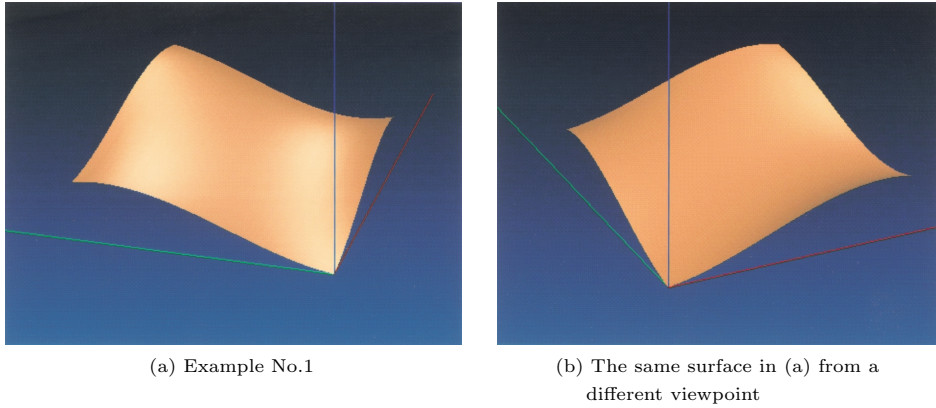 (a) Example No.1
(b) The same surface in (a) from a
different viewpoint